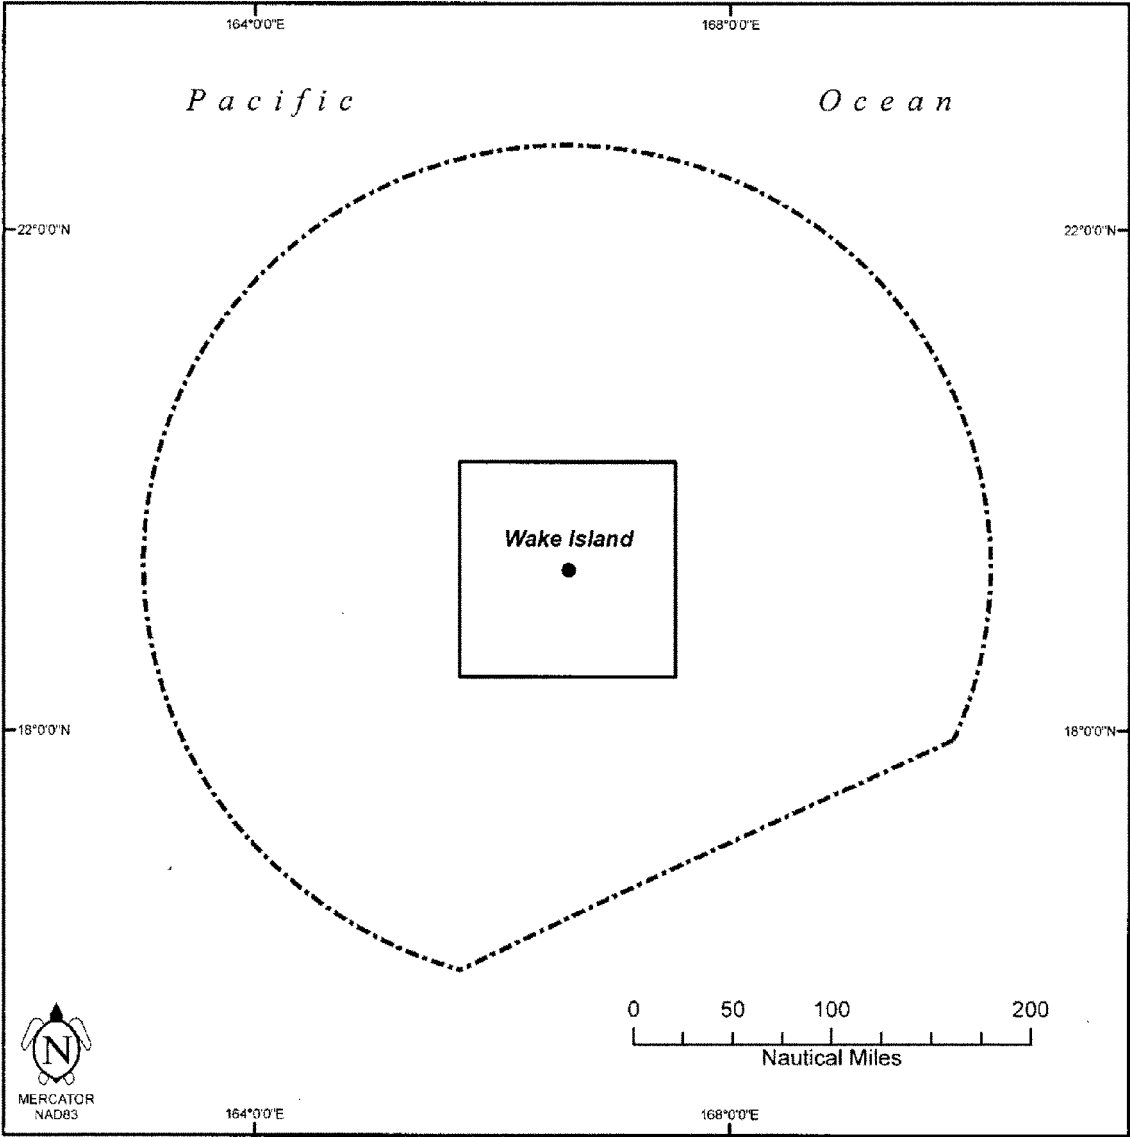 164°0'0"E 168°0'0"E
Pacific Ocean
22°0'0"N 22°0'0"N
Wake Island
18°0'0"N 18°0'0"N
0 50 100 200
Nautical Miles
N
MERCATOR
NAD83
164°0'0"E 168°0'0"E